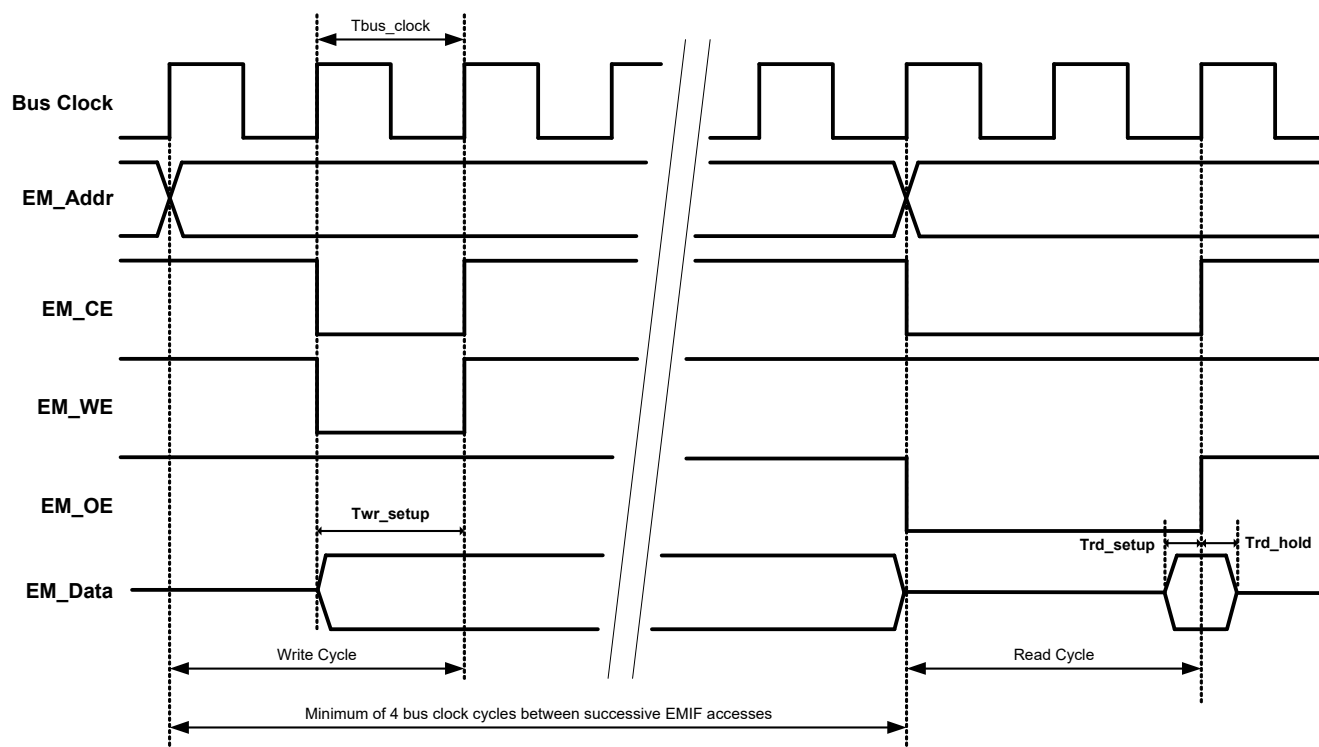 Tbus_clock
Bus Clock
EM_Addr
EM_CE
EM_WE
EM_OE
Twr_setup
Trd_setup
Trd_hold
EM_Data
Write Cycle
Read Cycle
Minimum of 4 bus clock cycles between successive EMIF accesses